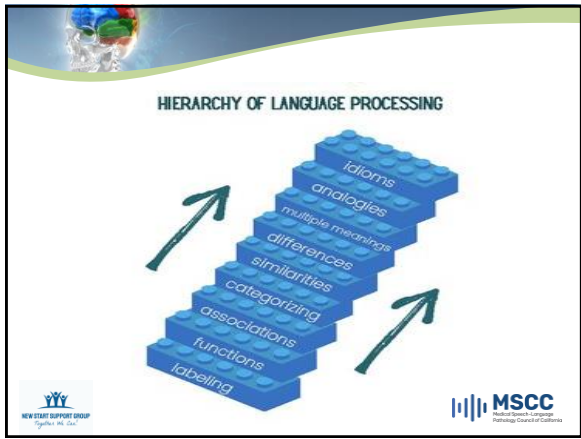 HIERARCHY OF LANGUAGE PROCESSING
idioms
analogies
multiple meanings
differences
similarities
categorizing
associations
functions
labeling
NEW START SUPPORT GROUP
Together We Can!
MSCC
Medical Speech-Language
Pathology Council of California